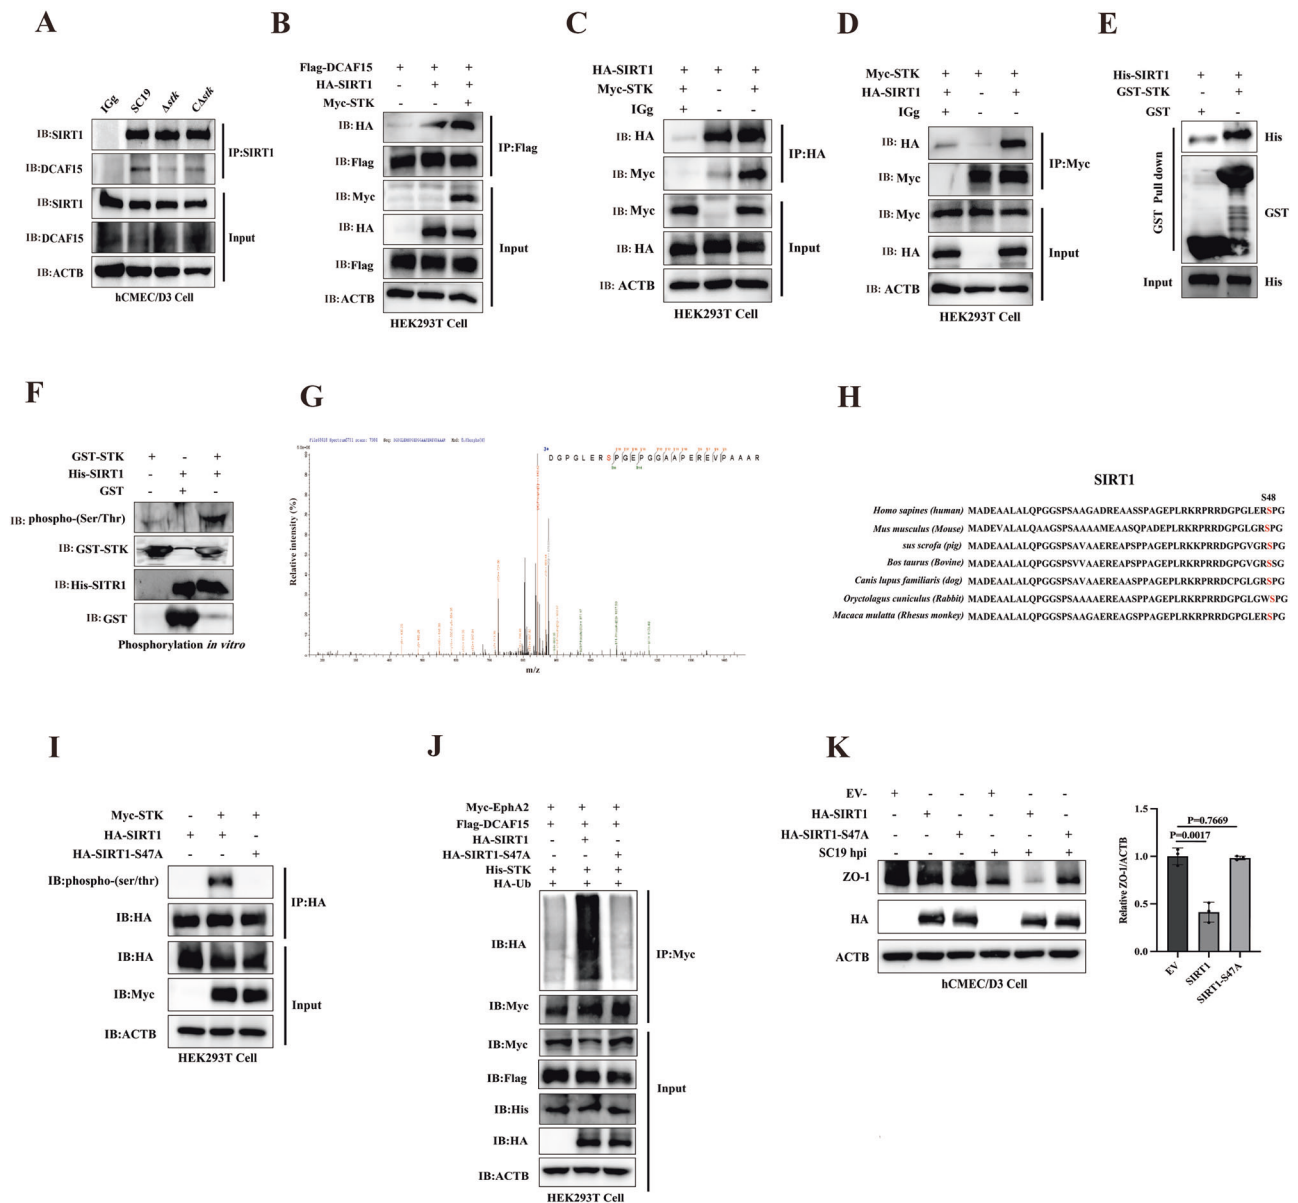 A
IGg SC19 Δstk CΔstk
IB:SIRT1
IB:DCAF15
IP:SIRT1
IB:SIRT1
IB:DCAF15
IB:ACTB
Input
hCMEC/D3 Cell
B
Flag-DCAF15 + + +
HA-SIRT1 - + +
Myc-STK - - +
IB: HA
IB:Flag
IP:Flag
IB: Myc
IB: HA
IB:Flag
IB: ACTB
Input
HEK293T Cell
C
HA-SIRT1 + + +
Myc-STK + - +
IGg + - -
IB: HA
IB: Myc
IP:HA
IB: Myc
IB: HA
IB: ACTB
Input
HEK293T Cell
D
Myc-STK + + +
HA-SIRT1 + - +
IGg + - -
IB: HA
IB: Myc
IP:Myc
IB: Myc
IB: HA
IB: ACTB
Input
HEK293T Cell
E
His-SIRT1 + +
GST-STK - +
GST + -
GST Pull down
His
GST
Input His
F
GST-STK + - +
His-SIRT1 - + +
GST - + -
IB: phospho-(Ser/Thr)
IB:GST-STK
IB:His-SITR1
IB:GST
Phosphorylation in vitro
G
D G P G L E R S P G E P G G A A P E R E V P A A A R
Relative intensity (%)
m/z
H
SIRT1
S48
Homo sapines (human) MADEAALALQPGGSPSAAGADREAASSPAGEPLRKRPRRDGPGLERSPG
Mus musculus (Mouse) MADEVALALQAAGSPSAAAAMEAASQPADEPLRKRPRRDGPGLGRSPG
sus scrofa (pig) MADEAALALQPGGSPSAVAAEREAPSPPAGEPLRKKPRRDGPGVGRSPG
Bos taurus (Bovine) MADEAALALQPGGSPSVVAAEREAPSPPAGEPLRKRPRRDGPGVGRSSG
Canis lupus familiaris (dog) MADEAALALQPGGSPSAVAAEREAASPPAGEPLRKRPRRDCPGLGRSPG
Oryctolagus cuniculus (Rabbit) MADEAALALQPGGSPSAAAAEREAASPPAGEPLRKRPRRDGPGLGWSPG
Macaca mulatta (Rhesus monkey) MADEAALALQPGGSPSAAGAEREAGSPPAGEPLRKRPRRDGPGLERSPG
I
Myc-STK - + +
HA-SIRT1 + + -
HA-SIRT1-S47A - - +
IB:phospho-(ser/thr)
IB:HA
IP:HA
IB:HA
IB:Myc
IB:ACTB
Input
HEK293T Cell
J
Myc-EphA2 + + +
Flag-DCAF15 + + +
HA-SIRT1 - + -
HA-SIRT1-S47A - - +
His-STK + + +
HA-Ub + + +
IB:HA
IB:Myc
IP:Myc
IB:Myc
IB:Flag
IB:His
IB:HA
IB:ACTB
Input
HEK293T Cell
K
EV- + - - + - -
HA-SIRT1 - + - - + -
HA-SIRT1-S47A - - + - - +
SC19 hpi - - - + + +
ZO-1
HA
ACTB
hCMEC/D3 Cell
P=0.7669
P=0.0017
Relative ZO-1/ACTB
1.5
1.0
0.5
0.0
EV SIRT1 SIRT1-S47A